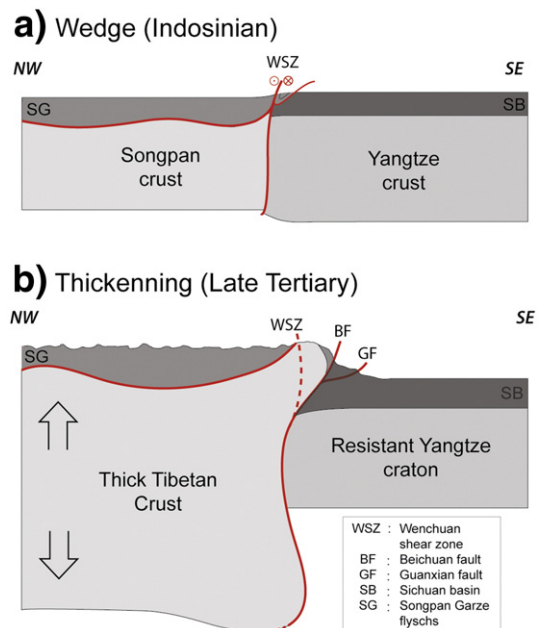 a) Wedge (Indosinian)
NW
WSZ
SE
SG
SB
Songpan
crust
Yangtze
crust
b) Thickenning (Late Tertiary)
NW
WSZ
BF
SE
GF
SG
SB
Resistant Yangtze
craton
Thick Tibetan
Crust
WSZ : Wenchuan
shear zone
BF : Beichuan fault
GF : Guanxian fault
SB : Sichuan basin
SG : Songpan Garze
flyschs